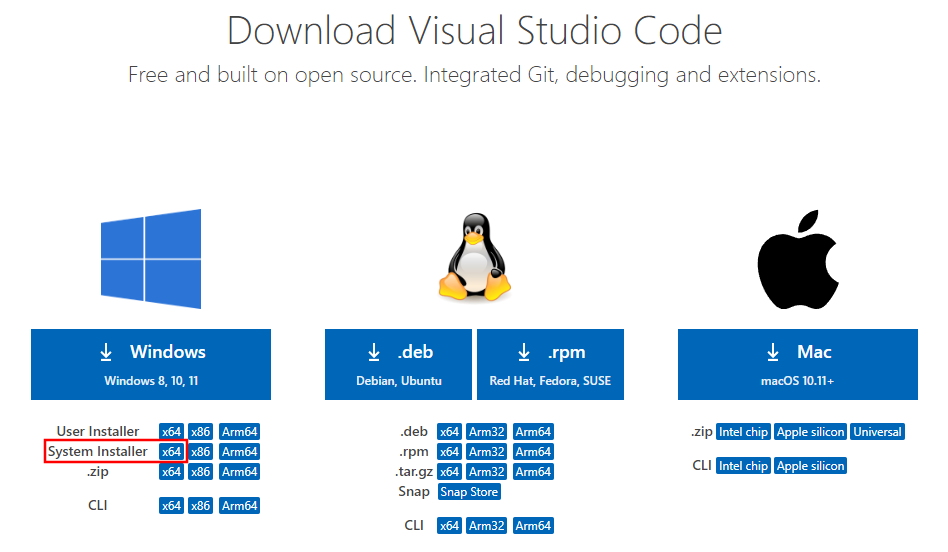 Download Visual Studio Code
Free and built on open source. Integrated Git, debugging and extensions.
Windows
Windows 8, 10, 11
User Installer x64 x86 Arm64
System Installer x64 x86 Arm64
.zip x64 x86 Arm64
CLI x64 x86 Arm64
.deb
Debian, Ubuntu
.rpm
Red Hat, Fedora, SUSE
.deb x64 Arm32 Arm64
.rpm x64 Arm32 Arm64
.tar.gz x64 Arm32 Arm64
Snap Snap Store
CLI x64 Arm32 Arm64
Mac
macOS 10.11+
.zip Intel chip Apple silicon Universal
CLI Intel chip Apple silicon